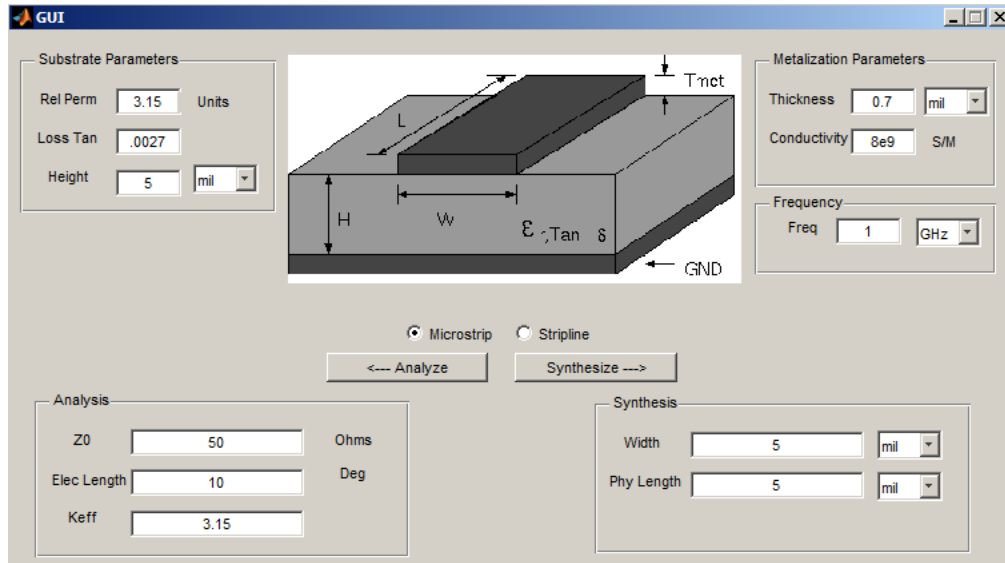 GUI
Substrate Parameters
Rel Perm 3.15 Units
Loss Tan .0027
Height 5 mil
L
Tmet
H
W
ε r,Tan δ
GND
Metalization Parameters
Thickness 0.7 mil
Conductivity 8e9 S/M
Frequency
Freq 1 GHz
Microstrip Stripline
<--- Analyze Synthesize --->
Analysis
Z0 50 Ohms
Elec Length 10 Deg
Keff 3.15
Synthesis
Width 5 mil
Phy Length 5 mil